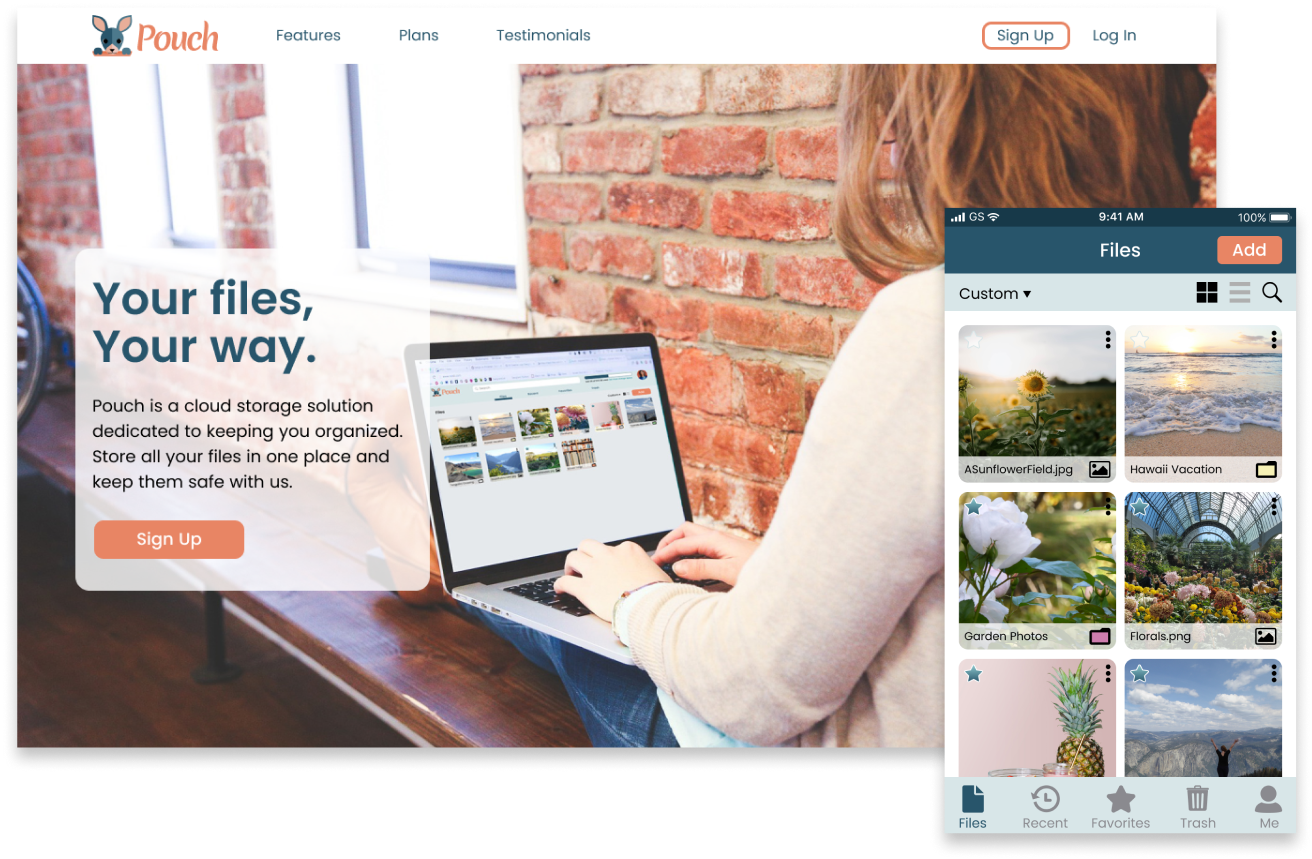 Pouch
Features
Plans
Testimonials
Sign Up
Log In
Your files,
Your way.
Pouch is a cloud storage solution
dedicated to keeping you organized.
Store all your files in one place and
keep them safe with us.
Sign Up
Pouch
Files
GS
9:41 AM
100%
Files
Add
Custom ▾
ASunflowerField.jpg
Hawaii Vacation
Garden Photos
Florals.png
Files
Recent
Favorites
Trash
Me